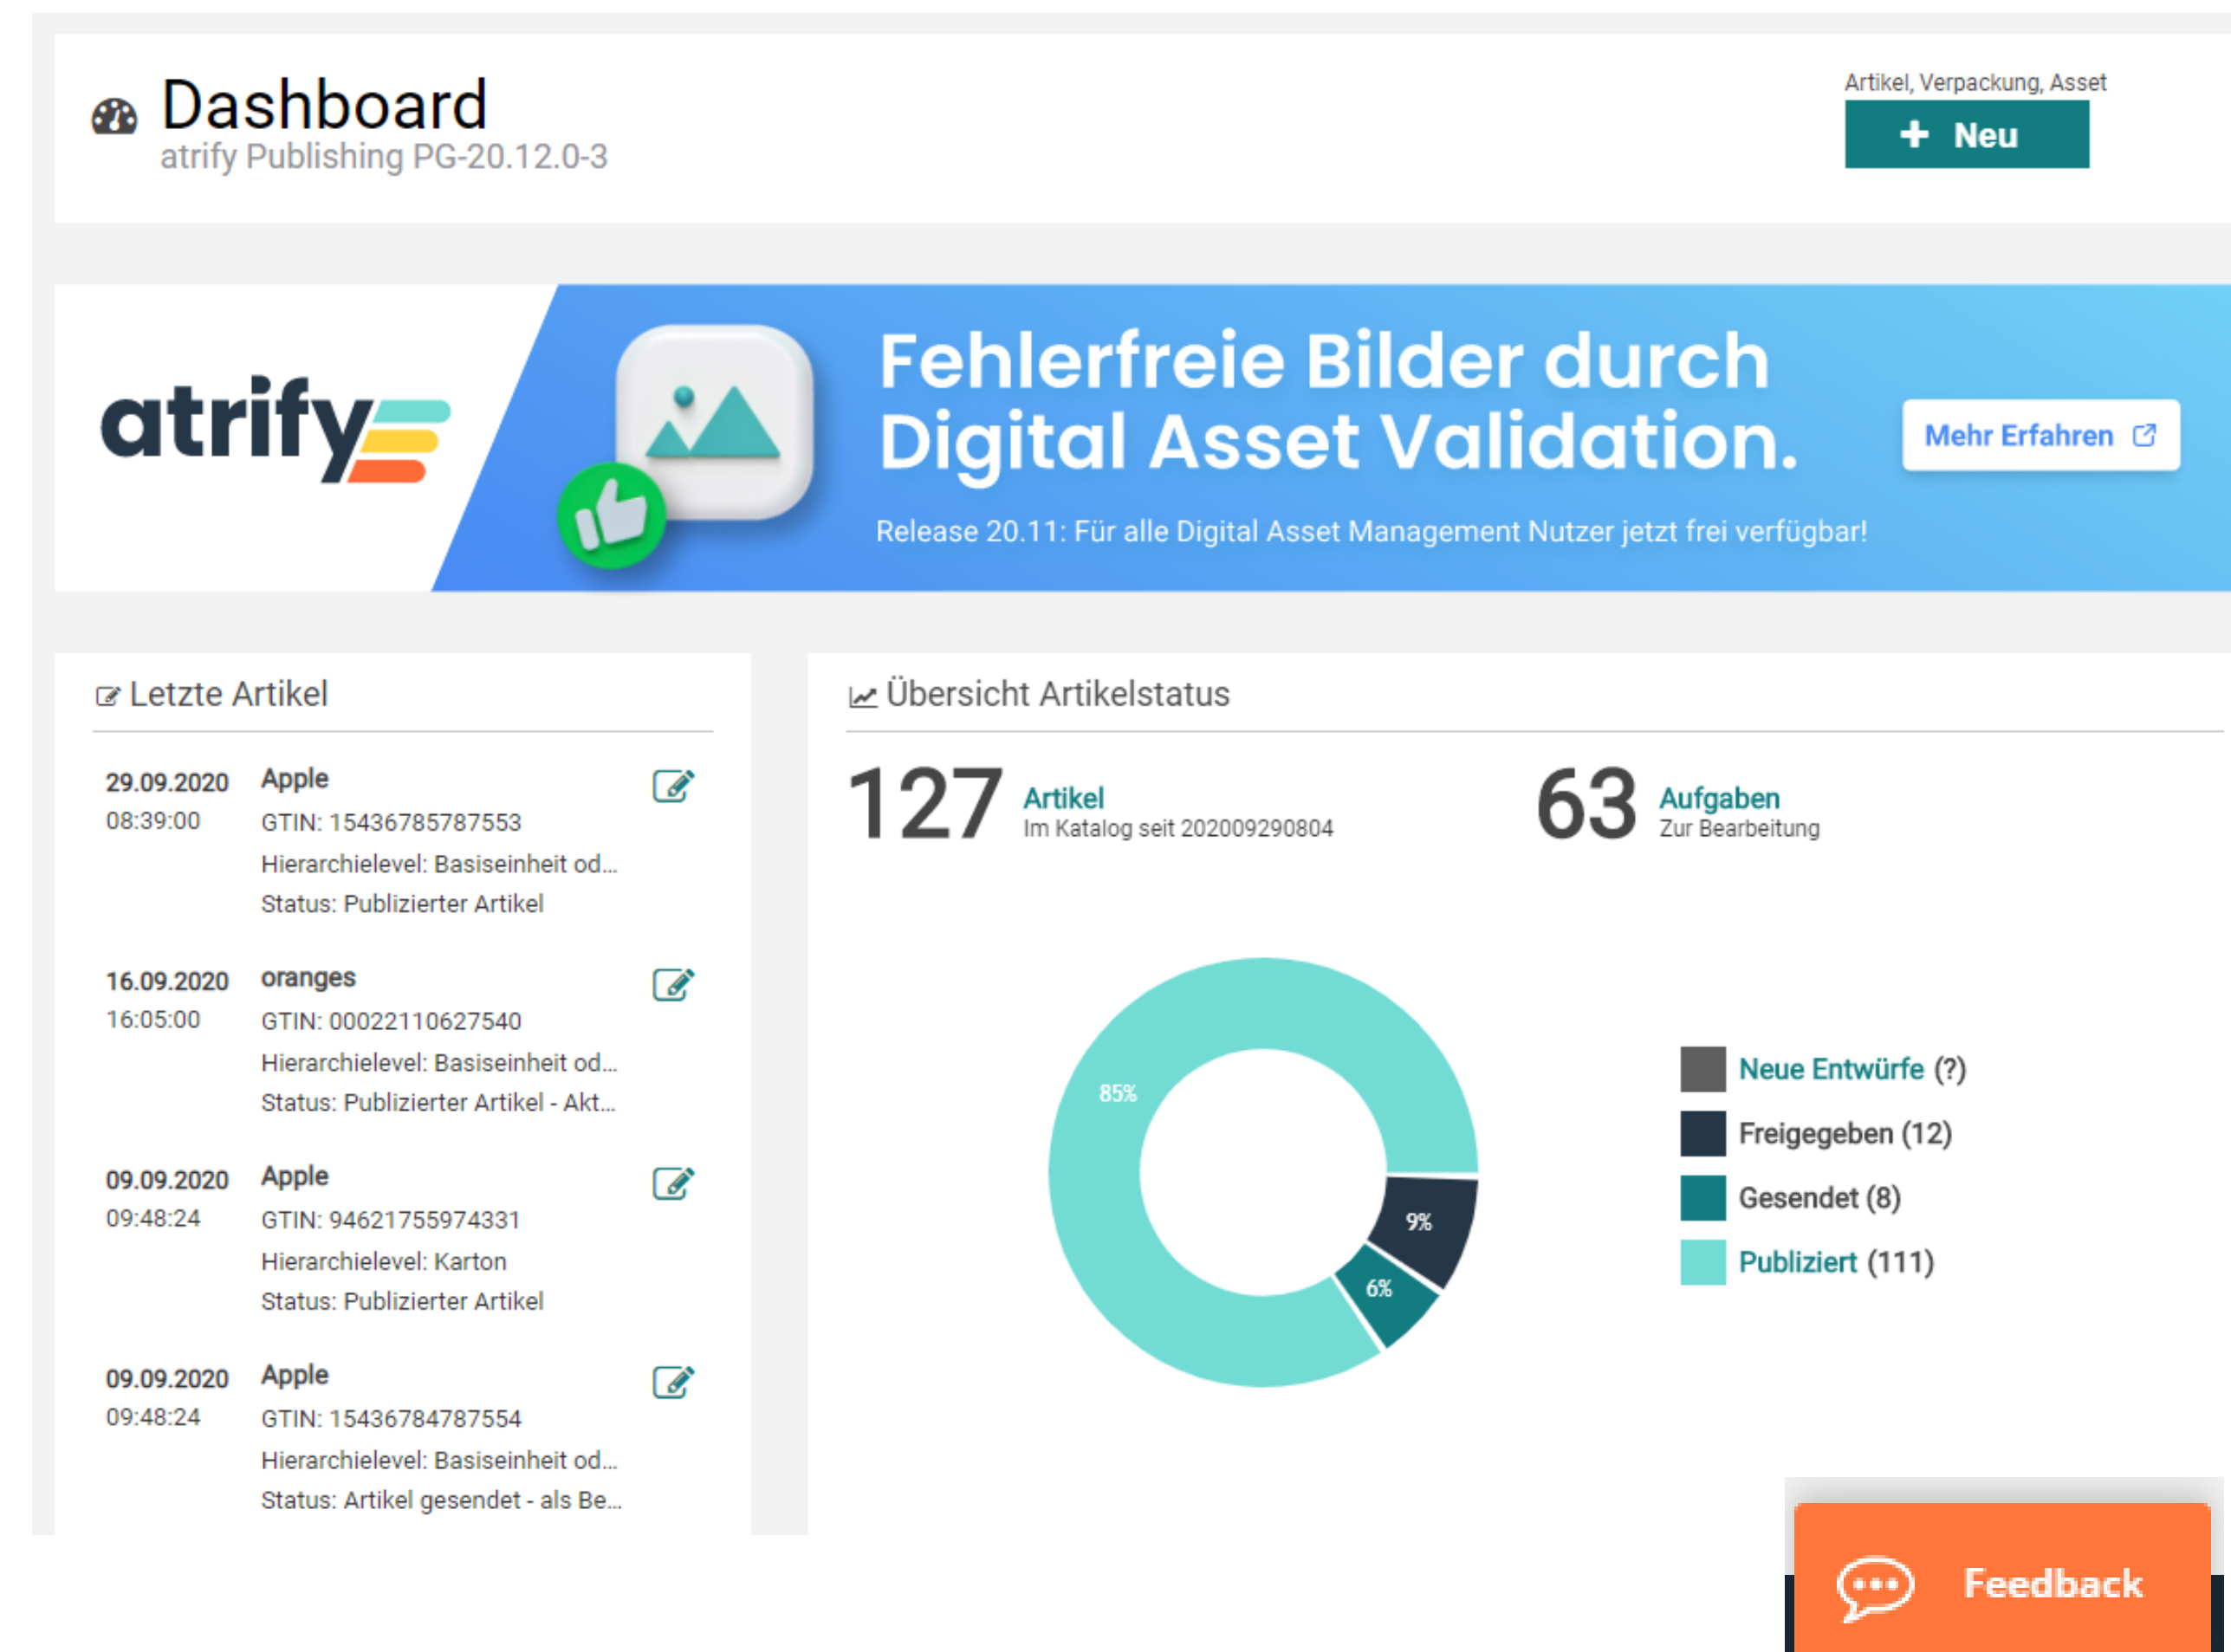 Dashboard
atrify Publishing PG-20.12.0-3
Artikel, Verpackung, Asset
Neu
atrify
Fehlerfreie Bilder durch
Digital Asset Validation.
Release 20.11: Für alle Digital Asset Management Nutzer jetzt frei verfügbar!
Mehr Erfahren
Letzte Artikel
29.09.2020 Apple
08:39:00 GTIN: 15436785787553
Hierarchielevel: Basiseinheit od...
Status: Publizierter Artikel
16.09.2020 oranges
16:05:00 GTIN: 00022110627540
Hierarchielevel: Basiseinheit od...
Status: Publizierter Artikel - Akt...
09.09.2020 Apple
09:48:24 GTIN: 94621755974331
Hierarchielevel: Karton
Status: Publizierter Artikel
09.09.2020 Apple
09:48:24 GTIN: 15436784787554
Hierarchielevel: Basiseinheit od...
Status: Artikel gesendet - als Be...
Übersicht Artikelstatus
127 Artikel
Im Katalog seit 202009290804
63 Aufgaben
Zur Bearbeitung
85%
9%
6%
Neue Entwürfe (?)
Freigegeben (12)
Gesendet (8)
Publiziert (111)
Feedback